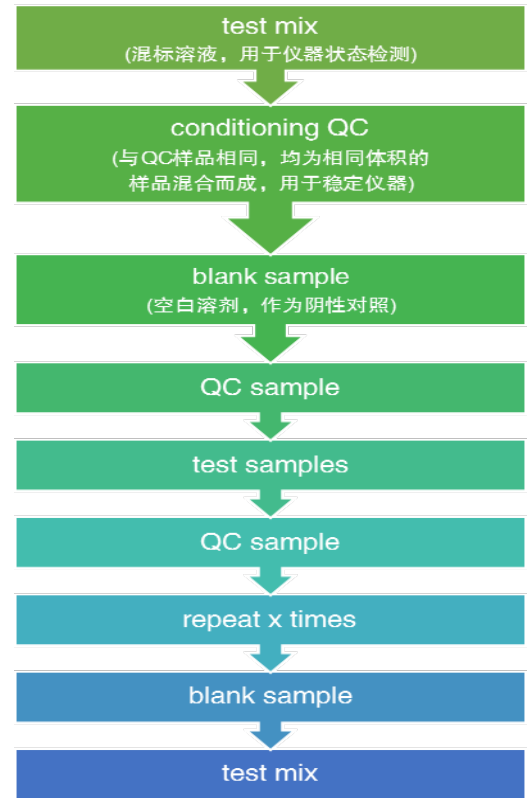 test mix
(混标溶液，用于仪器状态检测)
conditioning QC
(与QC样品相同，均为相同体积的
样品混合而成，用于稳定仪器)
blank sample
(空白溶剂，作为阴性对照)
QC sample
test samples
QC sample
repeat x times
blank sample
test mix